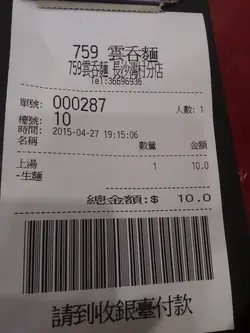 759 雲吞麵
759雲吞麵 長沙灣村分店
Tel:36696936
單號: 000287 人數: 1
檯號: 10
時間: 2015-04-27 19:15:06
名稱 數量 金額
上湯 1 10.0
-生麵
總金額:$ 10.0
請到收銀臺付款